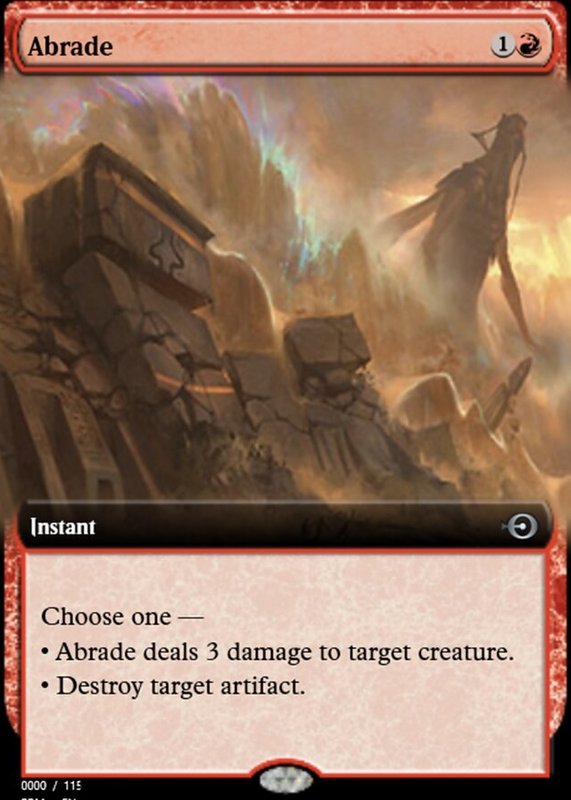 Abrade
1
Instant
Choose one —
• Abrade deals 3 damage to target creature.
• Destroy target artifact.
0000 / 115